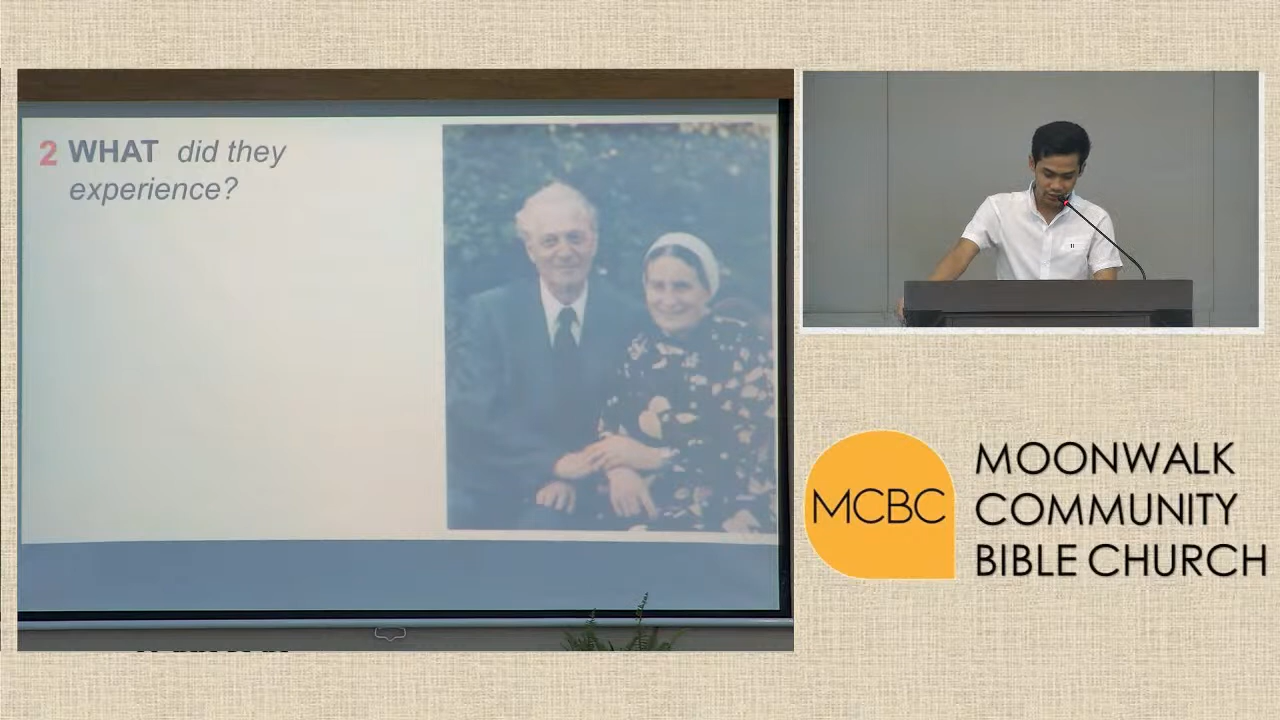 2 WHAT did they
experience?
MCBC
MOONWALK
COMMUNITY
BIBLE CHURCH